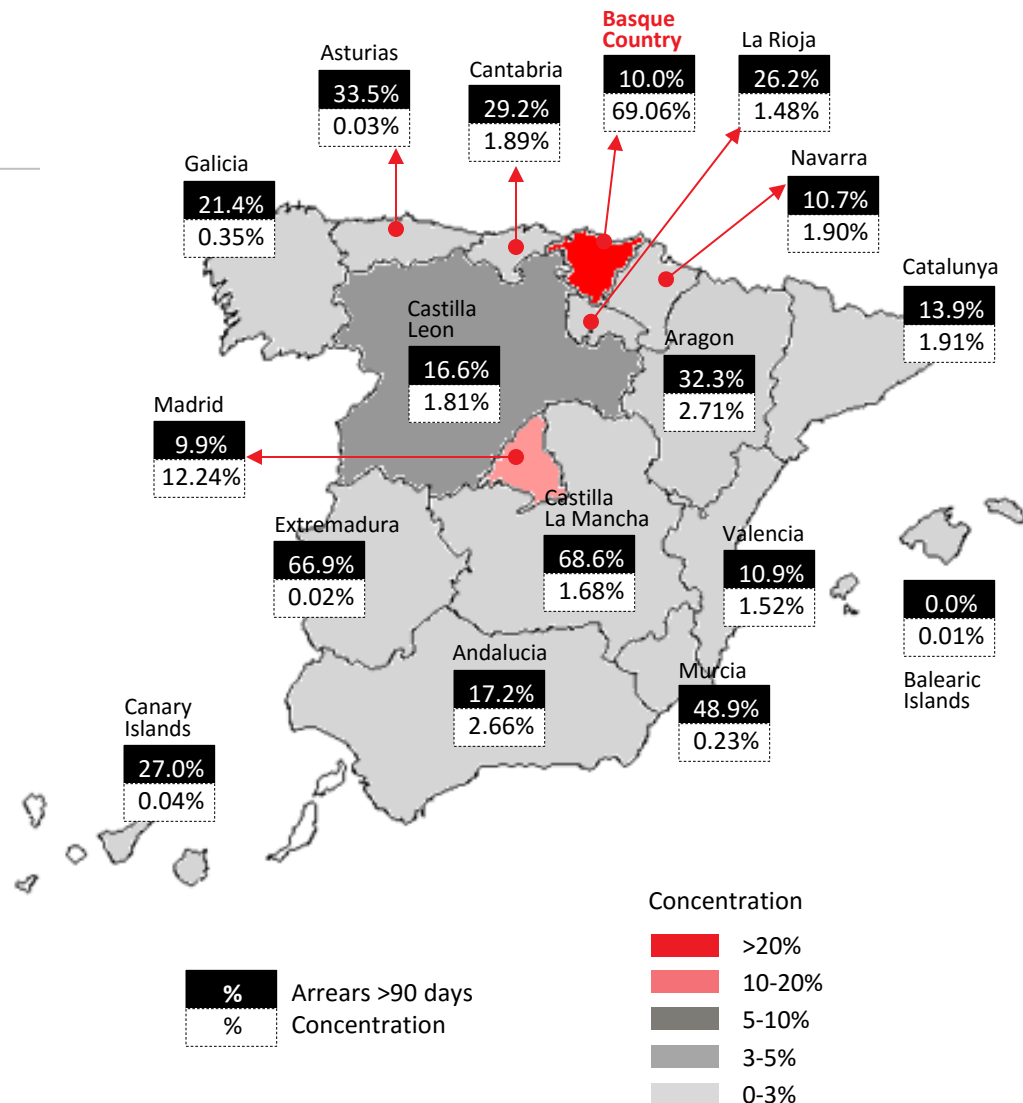 Basque
Country
10.0%
69.06%
La Rioja
26.2%
1.48%
Asturias
33.5%
0.03%
Cantabria
29.2%
1.89%
Navarra
10.7%
1.90%
Galicia
21.4%
0.35%
Catalunya
13.9%
1.91%
Castilla
Leon
16.6%
1.81%
Aragon
32.3%
2.71%
Madrid
9.9%
12.24%
Castilla
La Mancha
68.6%
1.68%
Extremadura
66.9%
0.02%
Valencia
10.9%
1.52%
0.0%
0.01%
Balearic
Islands
Andalucia
17.2%
2.66%
Murcia
48.9%
0.23%
Canary
Islands
27.0%
0.04%
Concentration
>20%
10-20%
5-10%
3-5%
0-3%
% Arrears >90 days
% Concentration